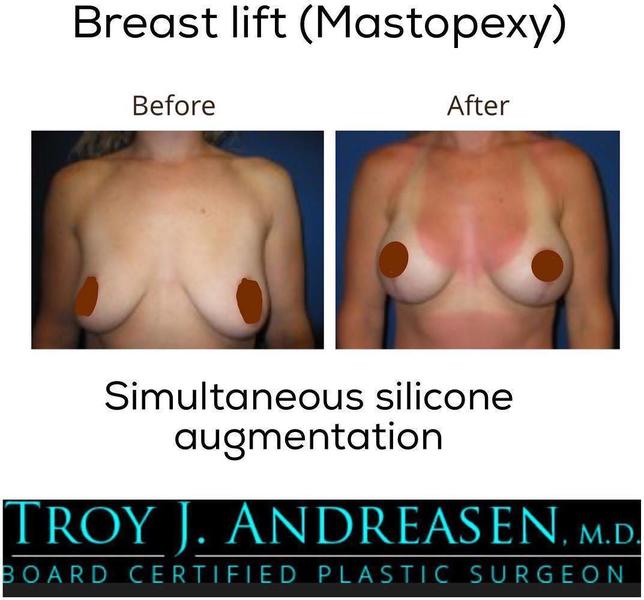 Breast lift (Mastopexy)
Before
After
Simultaneous silicone
augmentation
TROY J. ANDREASEN, M.D.
BOARD CERTIFIED PLASTIC SURGEON